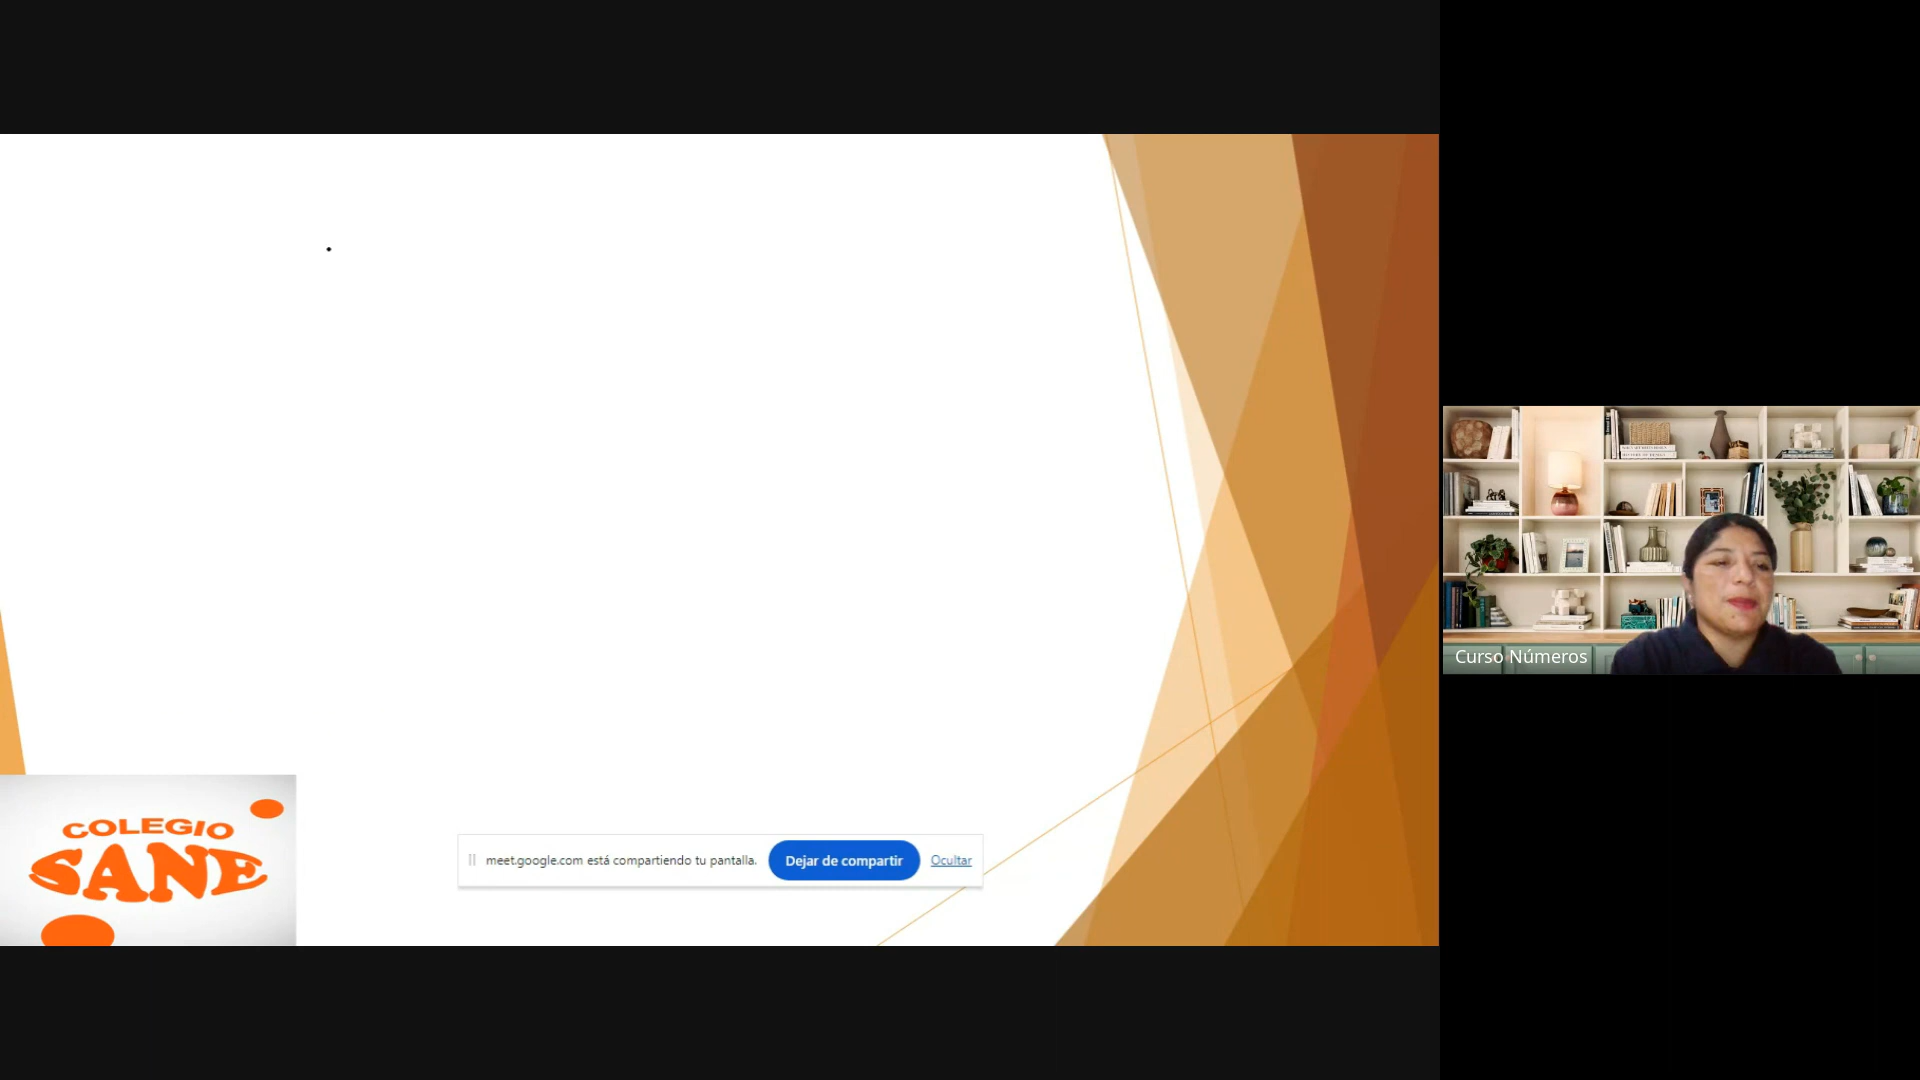 COLEGIO
SANE
meet.google.com está compartiendo tu pantalla.
Dejar de compartir
Ocultar
Curso Números